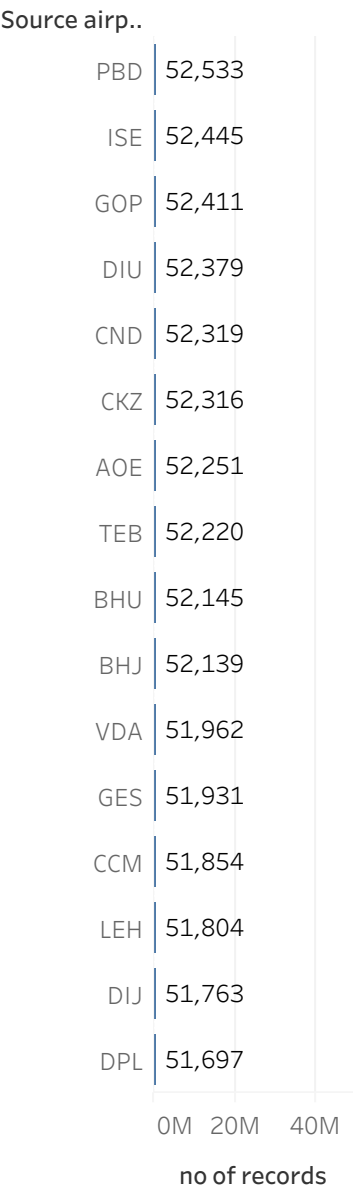 Source airp..
PBD 52,533
ISE 52,445
GOP 52,411
DIU 52,379
CND 52,319
CKZ 52,316
AOE 52,251
TEB 52,220
BHU 52,145
BHJ 52,139
VDA 51,962
GES 51,931
CCM 51,854
LEH 51,804
DIJ 51,763
DPL 51,697
0M 20M 40M
no of records